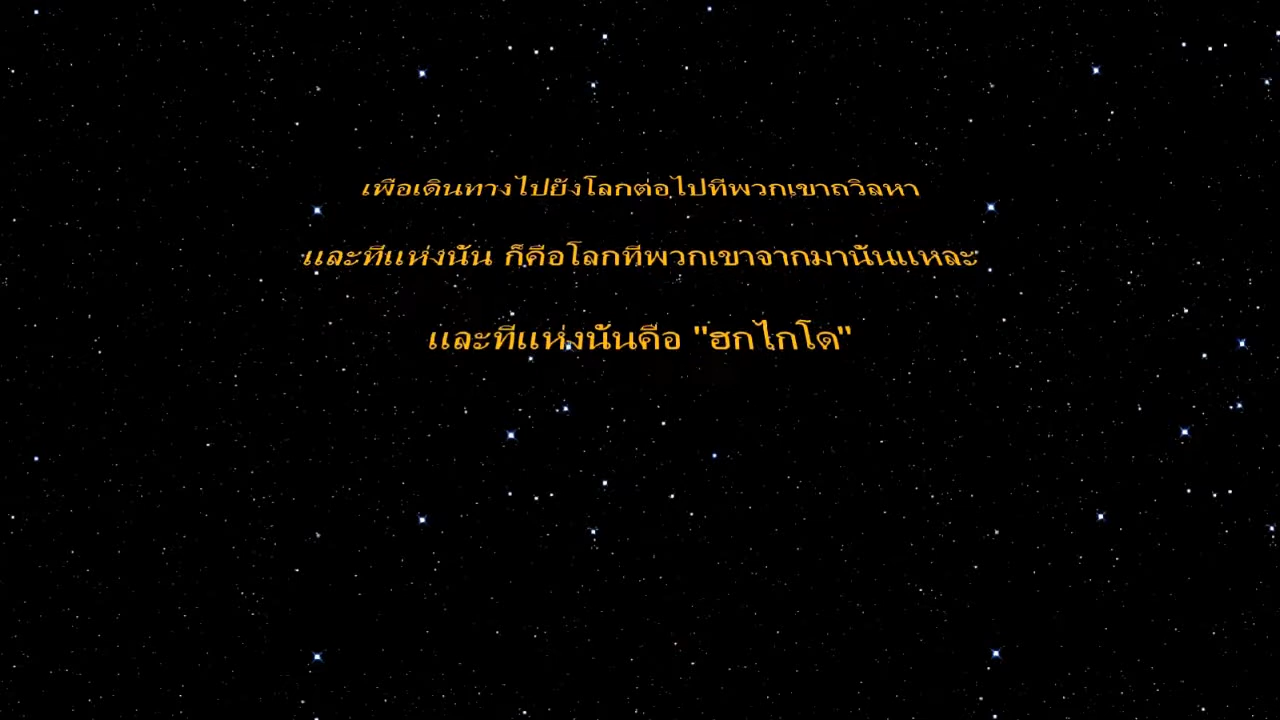 เพื่อเดินทางไปยังโลกต่อไปที่พวกเขาถวิลหา
และที่แห่งนั้น ก็คือโลกที่พวกเขาจากมานั่นแหละ
และที่แห่งนั้นคือ "ฮกไกโด"